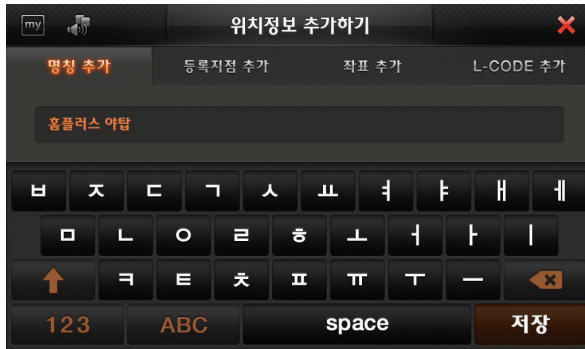 my 위치정보 추가하기
명칭 추가 등록지점 추가 좌표 추가 L-CODE 추가
홈플러스 야탑
ㅂ ㅈ ㄷ ㄱ ㅅ ㅛ ㅕ ㅑ ㅐ ㅔ
ㅁ ㄴ ㅇ ㄹ ㅎ ㅗ ㅓ ㅏ ㅣ
ㅋ ㅌ ㅊ ㅍ ㅠ ㅜ ㅡ
123 ABC space 저장